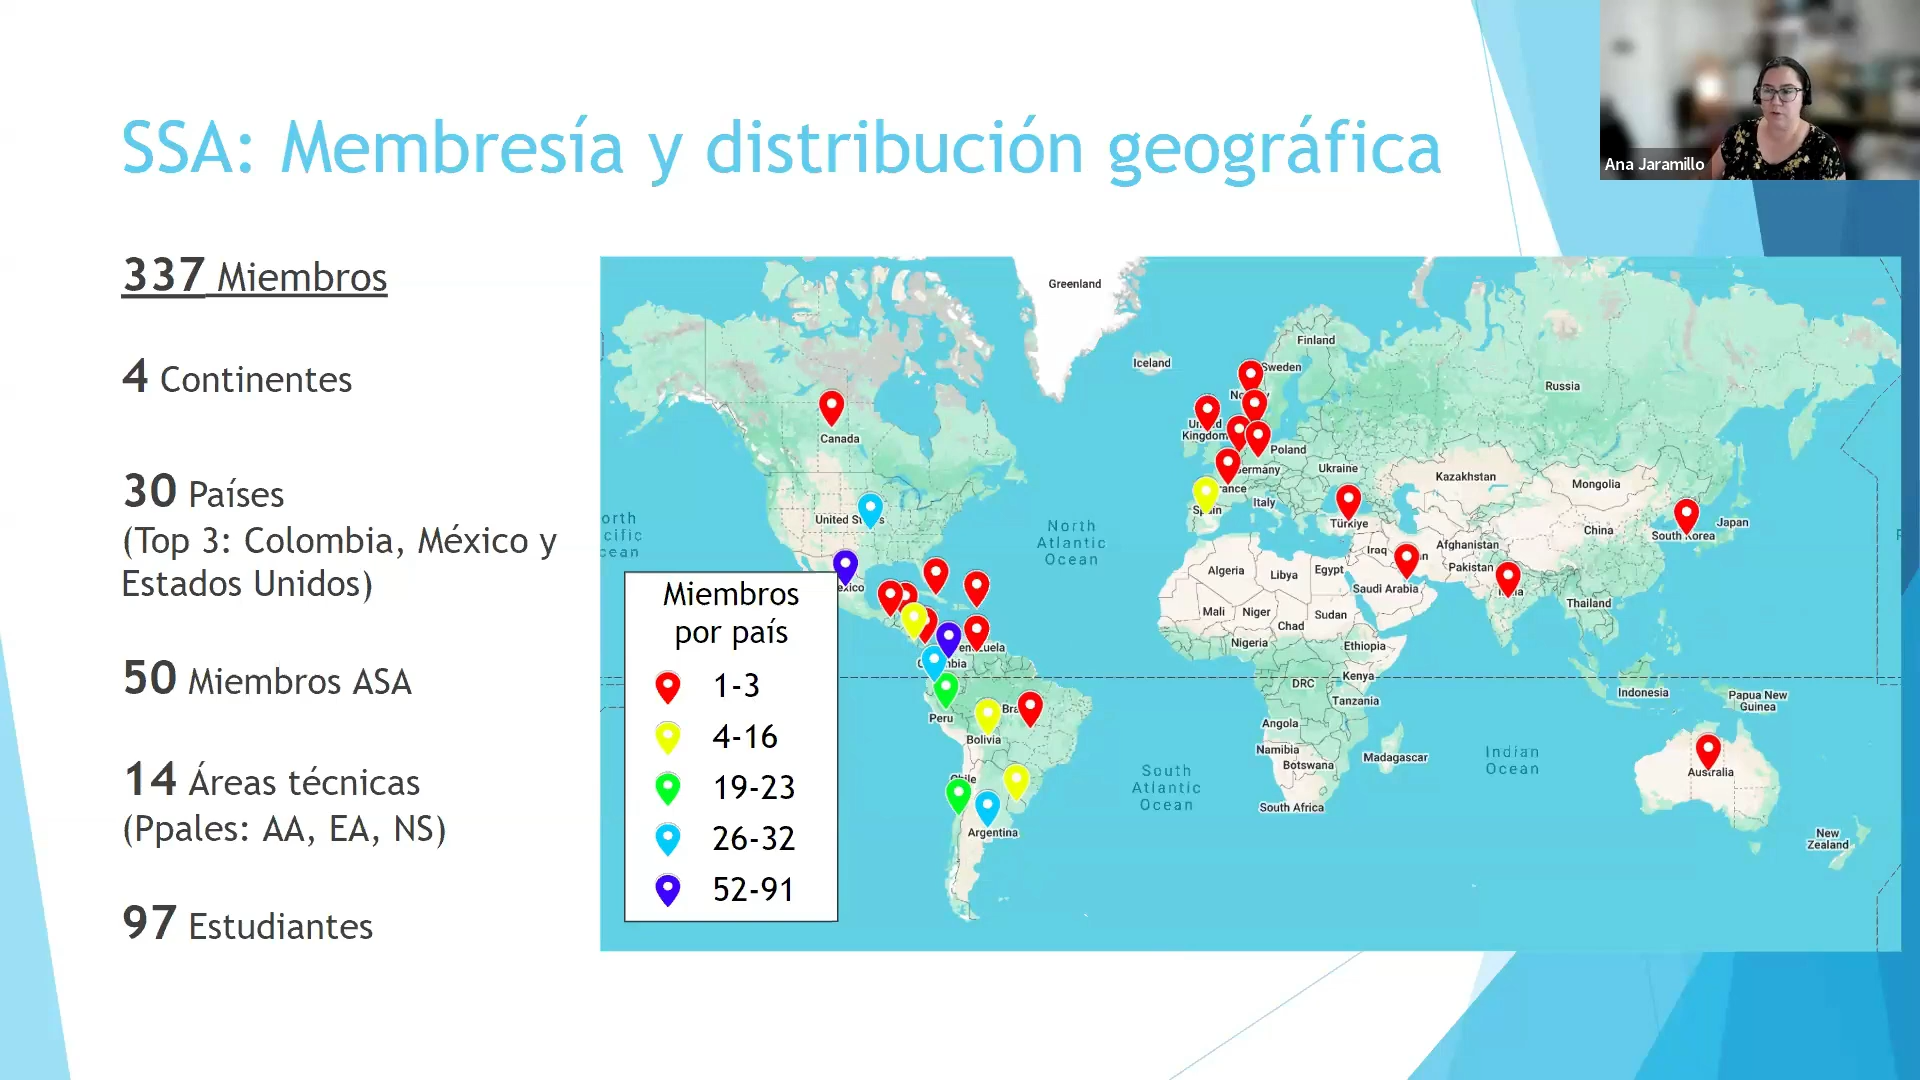 SSA: Membresía y distribución geográfica
Ana Jaramillo
337 Miembros
4 Continentes
30 Países
(Top 3: Colombia, México y
Estados Unidos)
50 Miembros ASA
14 Áreas técnicas
(Ppales: AA, EA, NS)
97 Estudiantes
Greenland
Iceland
Finland
Sweden
Russia
Canada
Kingdom
Poland
Ukraine
Kazakhstan
Mongolia
Italy
Türkiye
United
China
Japan
South Korea
North
Atlantic
Ocean
Iraq
Afghanistan
Pakistan
Algeria
Libya
Egypt
Saudi Arabia
Thailand
Mali
Niger
Chad
Sudan
Nigeria
Ethiopia
DRC
Kenya
Tanzania
Indonesia
Papua New
Guinea
Angola
Namibia
Botswana
Madagascar
South Africa
South
Atlantic
Ocean
Indian
Ocean
Australia
New
Zealand
Peru
Bolivia
Chile
Argentina
Miembros
por país
1-3
4-16
19-23
26-32
52-91